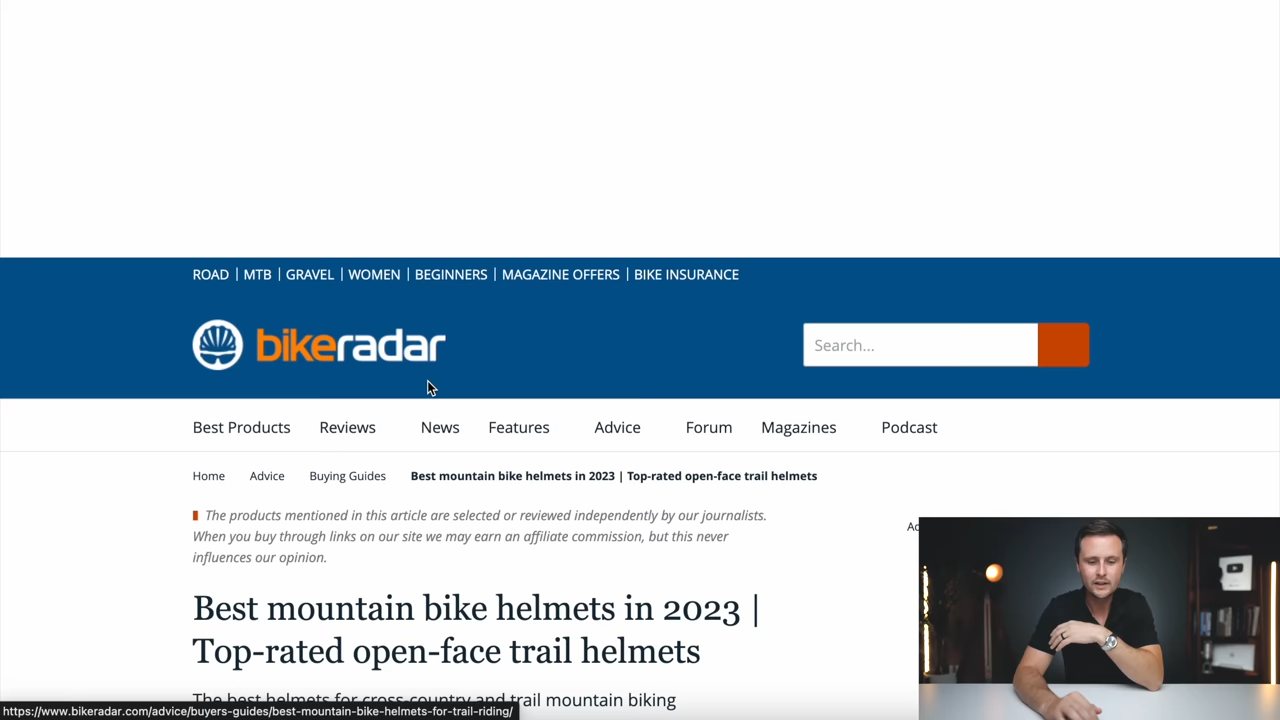 ROAD | MTB | GRAVEL | WOMEN | BEGINNERS | MAGAZINE OFFERS | BIKE INSURANCE
bikeradar
Search...
Best Products Reviews News Features Advice Forum Magazines Podcast
Home Advice Buying Guides Best mountain bike helmets in 2023 | Top-rated open-face trail helmets
The products mentioned in this article are selected or reviewed independently by our journalists.
When you buy through links on our site we may earn an affiliate commission, but this never
influences our opinion.
Best mountain bike helmets in 2023 |
Top-rated open-face trail helmets
The best helmets for cross-country and trail mountain biking
https://www.bikeradar.com/advice/buyers-guides/best-mountain-bike-helmets-for-trail-riding/